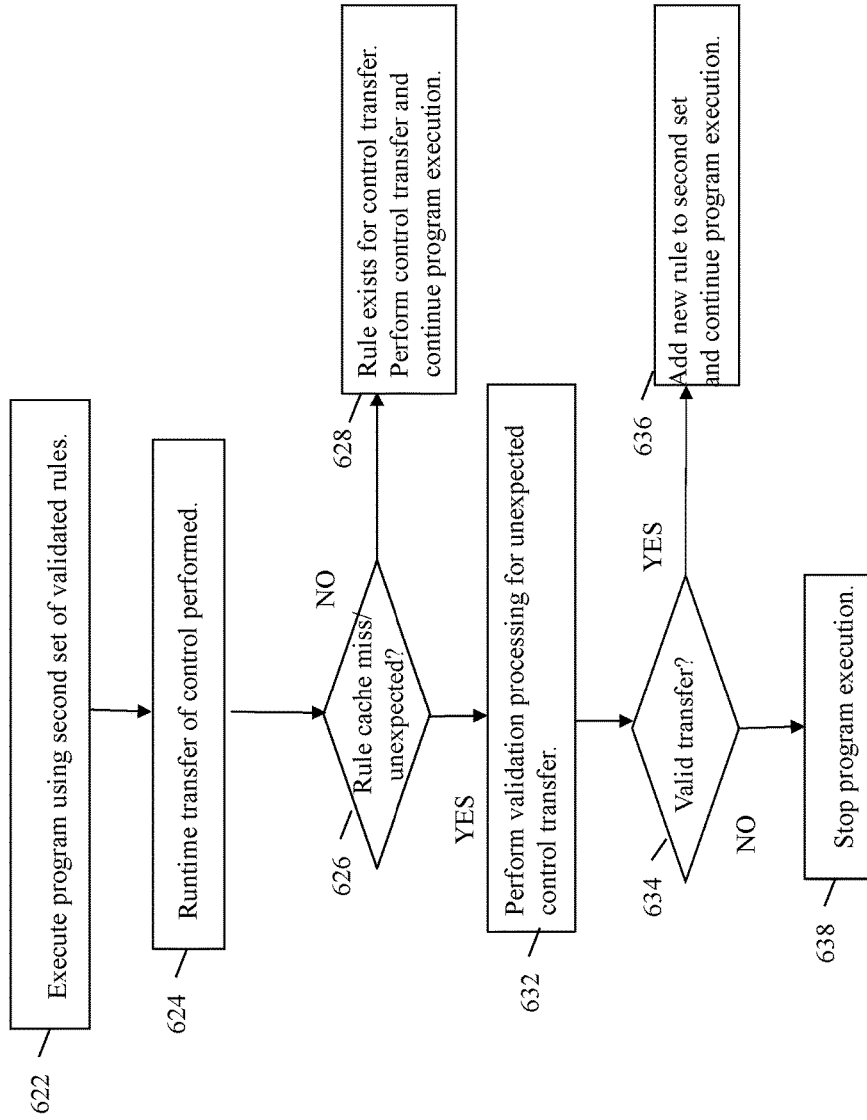 Execute program using second set of validated rules.
622
Runtime transfer of control performed.
624
Rule cache miss/
unexpected?
626
NO
Rule exists for control transfer.
Perform control transfer and
continue program execution.
628
YES
Perform validation processing for unexpected
control transfer.
632
Valid transfer?
634
YES
Add new rule to second set
and continue program execution.
636
NO
Stop program execution.
638